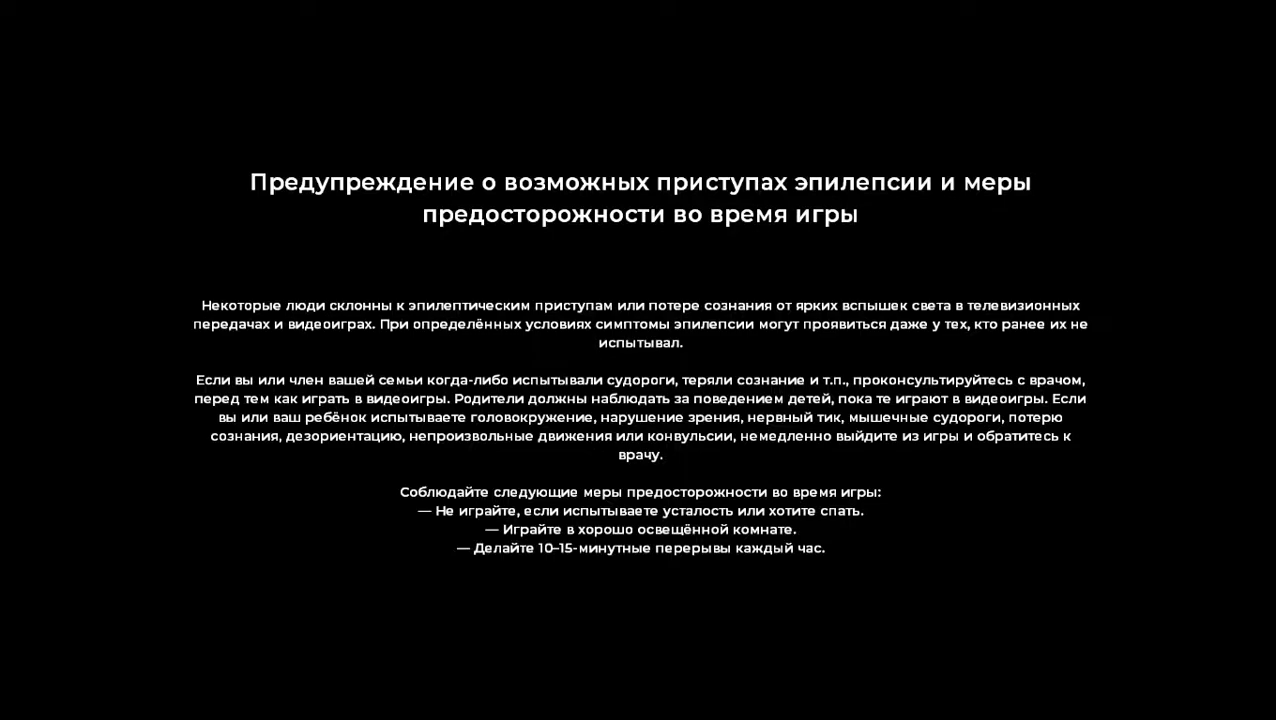 Предупреждение о возможных приступах эпилепсии и меры
предосторожности во время игры
Некоторые люди склонны к эпилептическим приступам или потере сознания от ярких вспышек света в телевизионных
передачах и видеоиграх. При определённых условиях симптомы эпилепсии могут проявиться даже у тех, кто ранее их не
испытывал.
Если вы или член вашей семьи когда-либо испытывали судороги, теряли сознание и т.п., проконсультируйтесь с врачом,
перед тем как играть в видеоигры. Родители должны наблюдать за поведением детей, пока те играют в видеоигры. Если
вы или ваш ребёнок испытываете головокружение, нарушение зрения, нервный тик, мышечные судороги, потерю
сознания, дезориентацию, непроизвольные движения или конвульсии, немедленно выйдите из игры и обратитесь к
врачу.
Соблюдайте следующие меры предосторожности во время игры:
— Не играйте, если испытываете усталость или хотите спать.
— Играйте в хорошо освещённой комнате.
— Делайте 10–15-минутные перерывы каждый час.